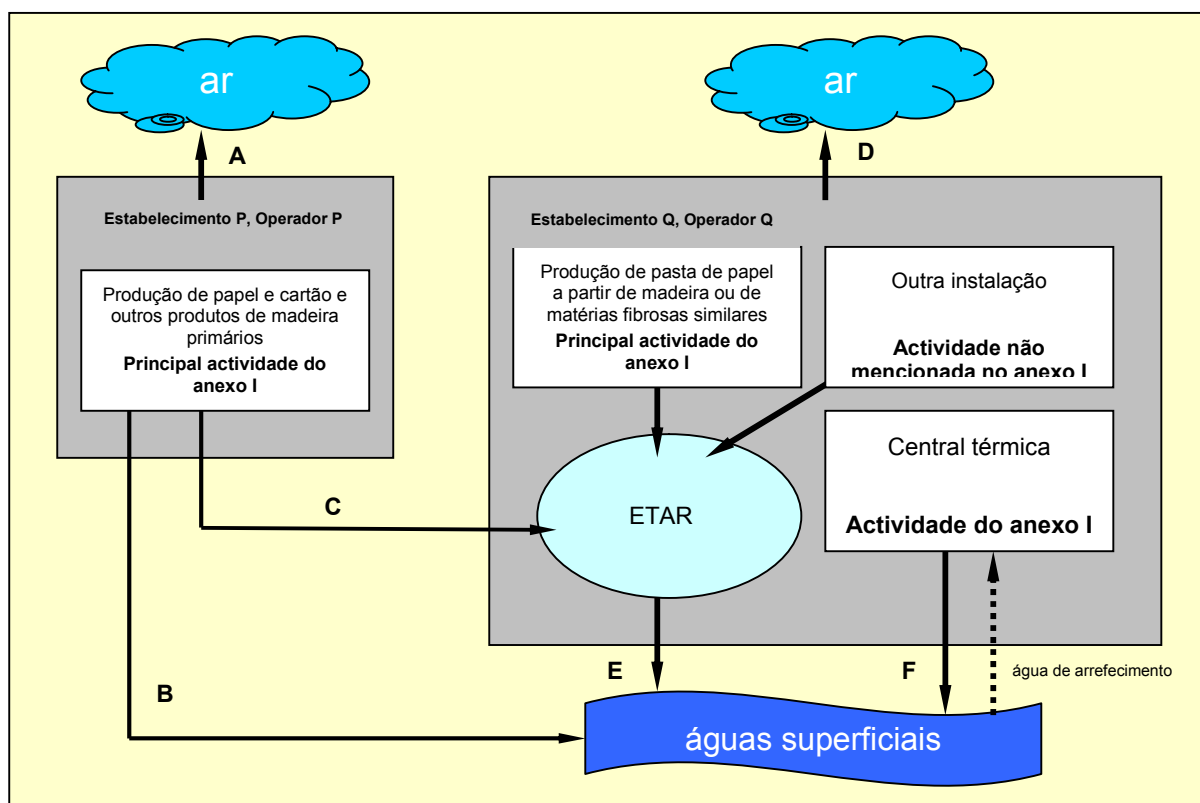 ar
ar
A
D
Estabelecimento P, Operador P
Produção de papel e cartão e
outros produtos de madeira
primários
Principal actividade do
anexo I
Estabelecimento Q, Operador Q
Produção de pasta de papel
a partir de madeira ou de
matérias fibrosas similares
Principal actividade do
anexo I
Outra instalação
Actividade não
mencionada no anexo I
Central térmica
Actividade do anexo I
C
ETAR
B
E
F
água de arrefecimento
águas superficiais